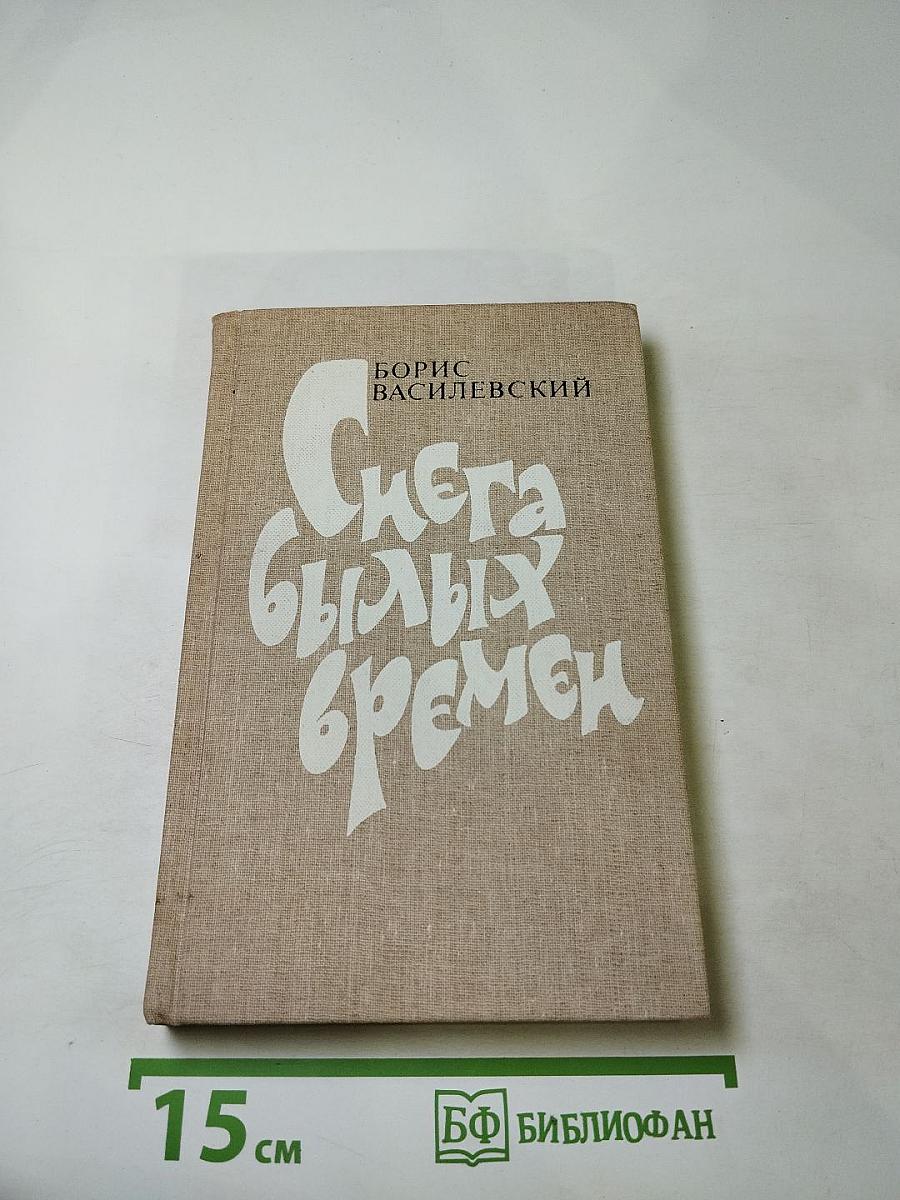 БОРИС
ВАСИЛЕВСКИЙ
Снега
былых
времен
15 см
БФ БИБЛИОФАН